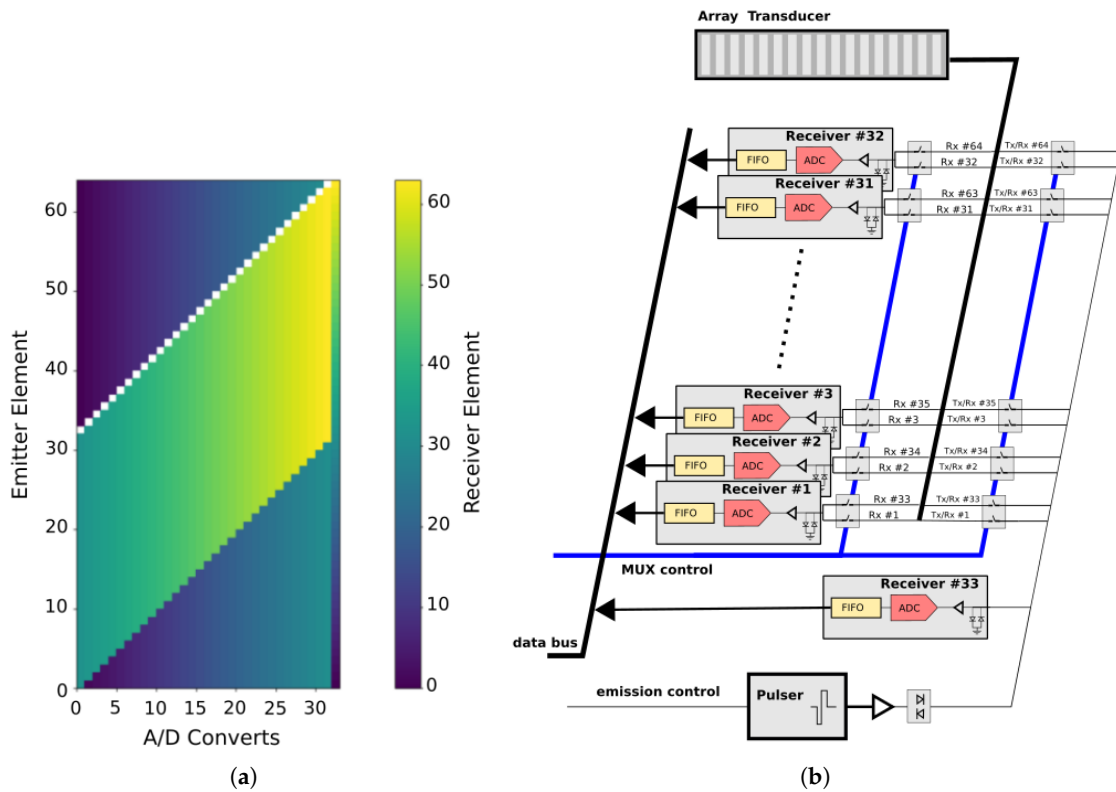 Array Transducer
Receiver #32
FIFO
ADC
Rx #64
Tx/Rx #64
Rx #32
Tx/Rx #32
Receiver #31
FIFO
ADC
Rx #63
Tx/Rx #63
Rx #31
Tx/Rx #31
Receiver #3
FIFO
ADC
Rx #35
Tx/Rx #35
Rx #3
Tx/Rx #3
Receiver #2
FIFO
ADC
Rx #34
Tx/Rx #34
Rx #2
Tx/Rx #2
Receiver #1
FIFO
ADC
Rx #33
Tx/Rx #33
Rx #1
Tx/Rx #1
MUX control
Receiver #33
FIFO
ADC
data bus
emission control
Pulser
Emitter Element
60
50
40
30
20
10
0
0 5 10 15 20 25 30
A/D Converts
60
50
40
30
20
10
0
Receiver Element
(a)
(b)